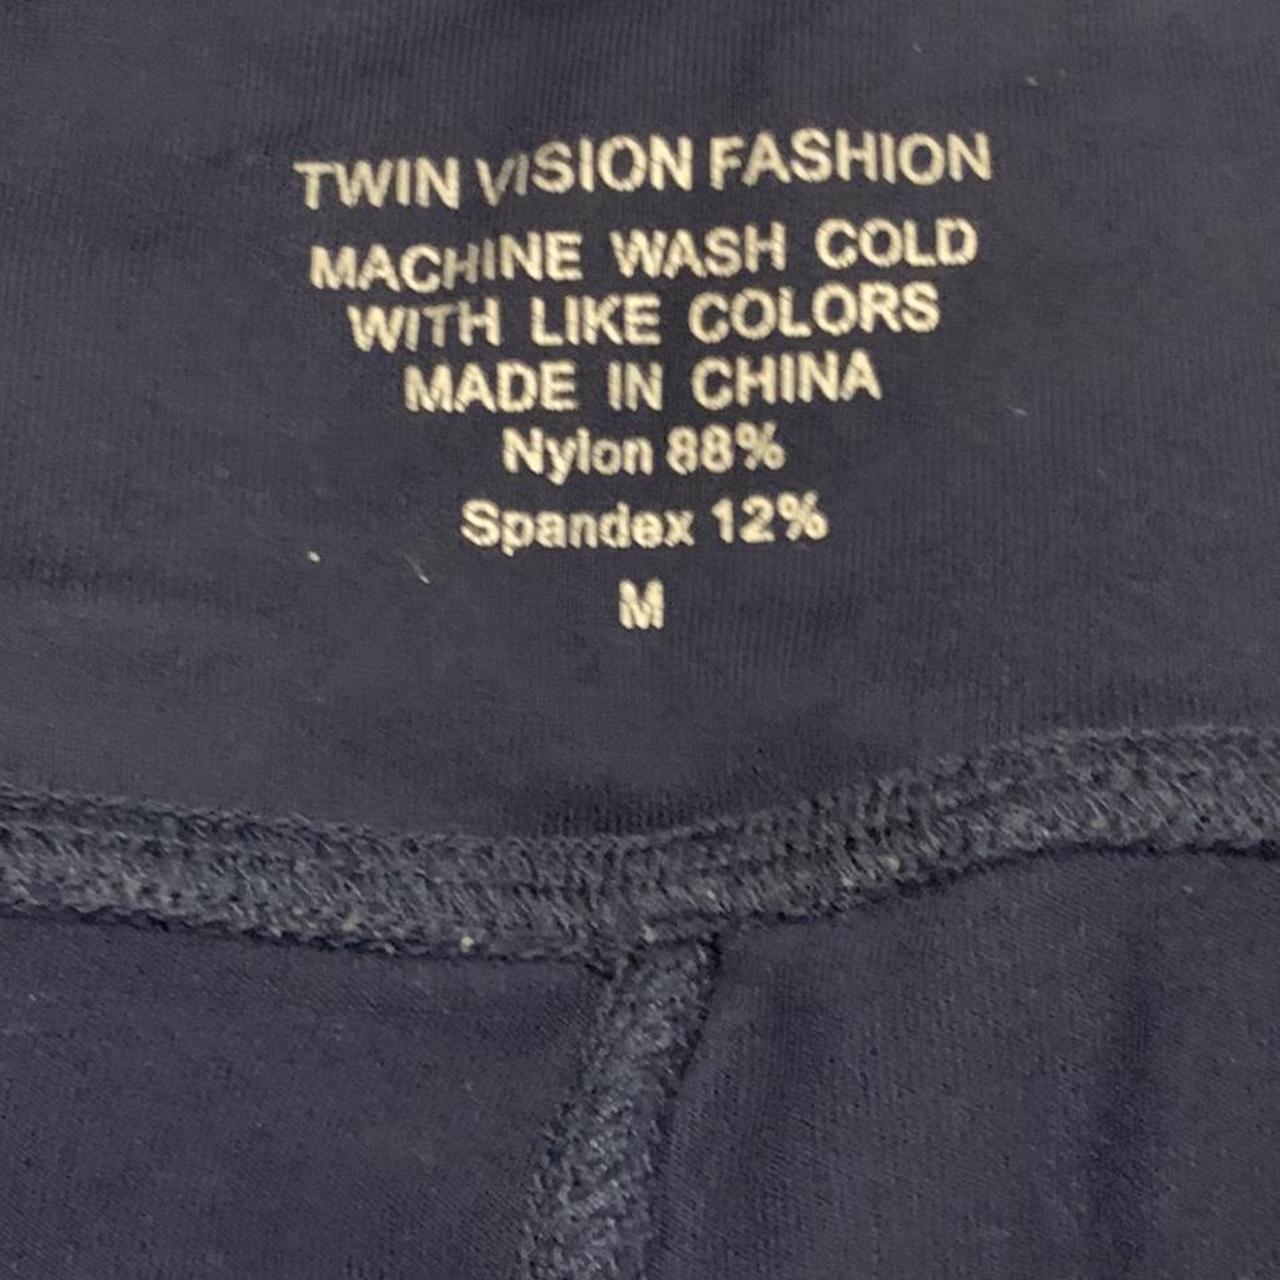 TWIN VISION FASHION
MACHINE WASH COLD
WITH LIKE COLORS
MADE IN CHINA
Nylon 88%
Spandex 12%
M